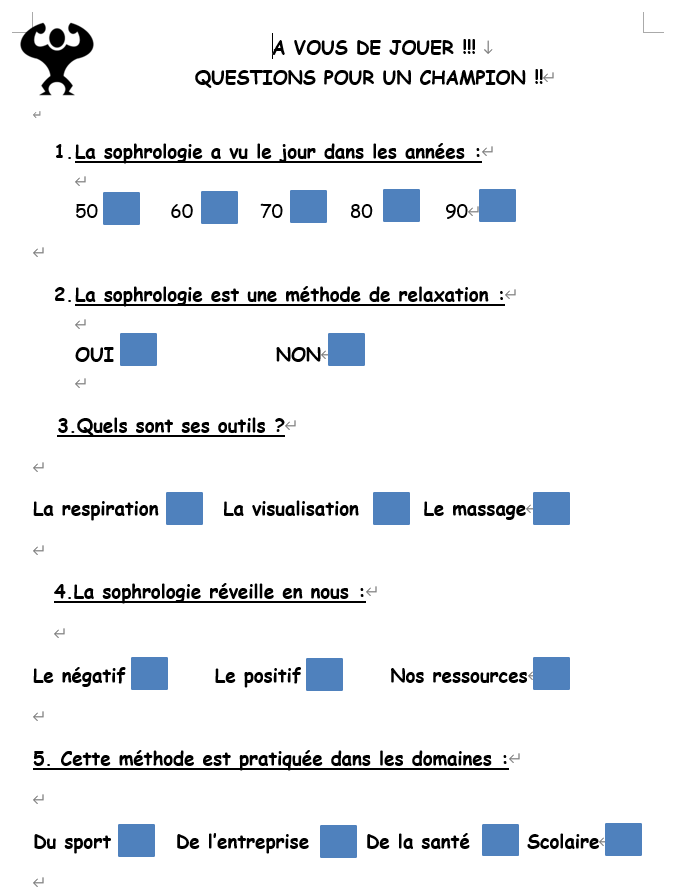 A VOUS DE JOUER !!!
QUESTIONS POUR UN CHAMPION !!
1.La sophrologie a vu le jour dans les années :
50 60 70 80 90
2.La sophrologie est une méthode de relaxation :
OUI NON
3.Quels sont ses outils ?
La respiration La visualisation Le massage
4.La sophrologie réveille en nous :
Le négatif Le positif Nos ressources
5. Cette méthode est pratiquée dans les domaines :
Du sport De l’entreprise De la santé Scolaire